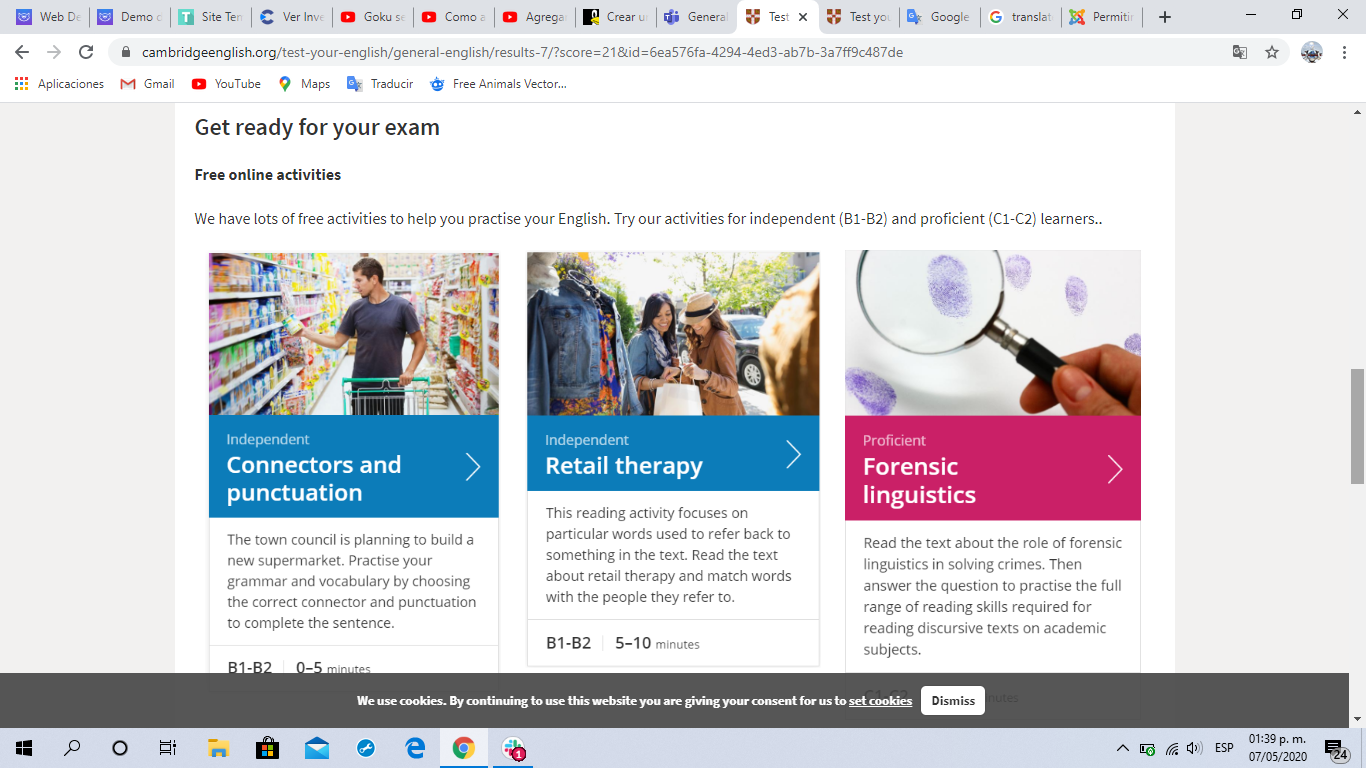 Web De
Demo d
Site Ten
Ver Inve
Goku se
Como a
Agregar
Crear un
General
Test
Test you
Google
translat
Permitir
cambridgeenglish.org/test-your-english/general-english/results-7/?score=21&id=6ea576fa-4294-4ed3-ab7b-3a7ff9c487de
Aplicaciones
Gmail
YouTube
Maps
Traducir
Free Animals Vector...
Get ready for your exam
Free online activities
We have lots of free activities to help you practise your English. Try our activities for independent (B1-B2) and proficient (C1-C2) learners..
Independent
Connectors and
punctuation
The town council is planning to build a
new supermarket. Practise your
grammar and vocabulary by choosing
the correct connector and punctuation
to complete the sentence.
B1-B2 0–5 minutes
Independent
Retail therapy
This reading activity focuses on
particular words used to refer back to
something in the text. Read the text
about retail therapy and match words
with the people they refer to.
B1-B2 5–10 minutes
Proficient
Forensic
linguistics
Read the text about the role of forensic
linguistics in solving crimes. Then
answer the question to practise the full
range of reading skills required for
reading discursive texts on academic
subjects.
C1-C2 minutes
We use cookies. By continuing to use this website you are giving your consent for us to set cookies
Dismiss
1
ESP
01:39 p. m.
07/05/2020
24